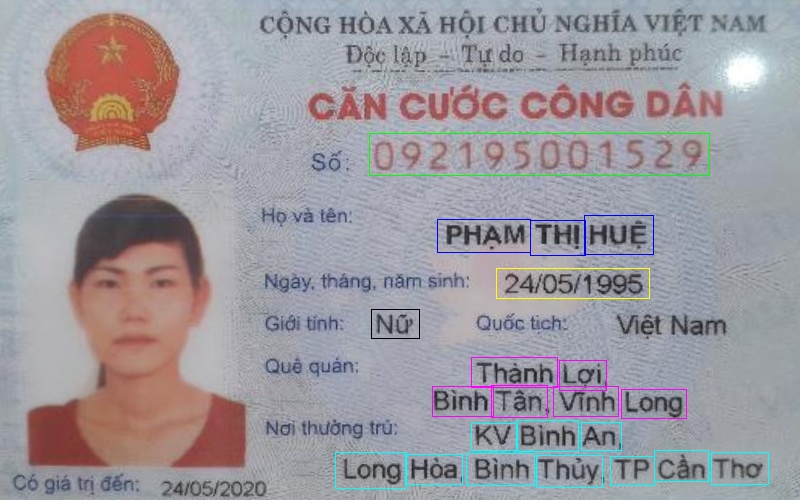 CỘNG HÒA XÃ HỘI CHỦ NGHĨA VIỆT NAM
Độc lập - Tự do - Hạnh phúc
CĂN CƯỚC CÔNG DÂN
Số: 092195001529
Họ và tên:
PHẠM THỊ HUỆ
Ngày, tháng, năm sinh: 24/05/1995
Giới tính: Nữ Quốc tịch: Việt Nam
Quê quán: Thành Lợi,
Bình Tân, Vĩnh Long
Nơi thường trú: KV Bình An,
Long Hòa, Bình Thủy, TP Cần Thơ
Có giá trị đến: 24/05/2020